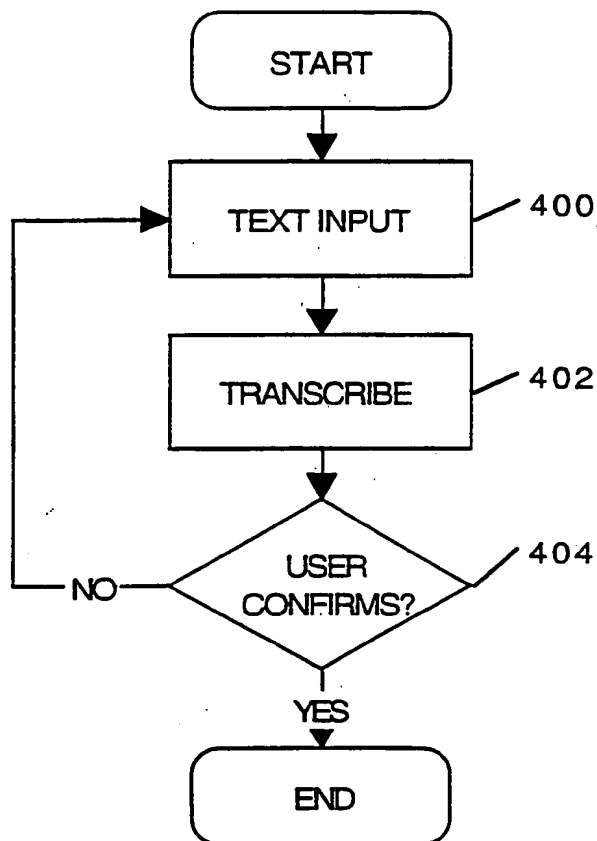 START
TEXT INPUT
400
TRANSCRIBE
402
USER
CONFIRMS?
404
NO
YES
END